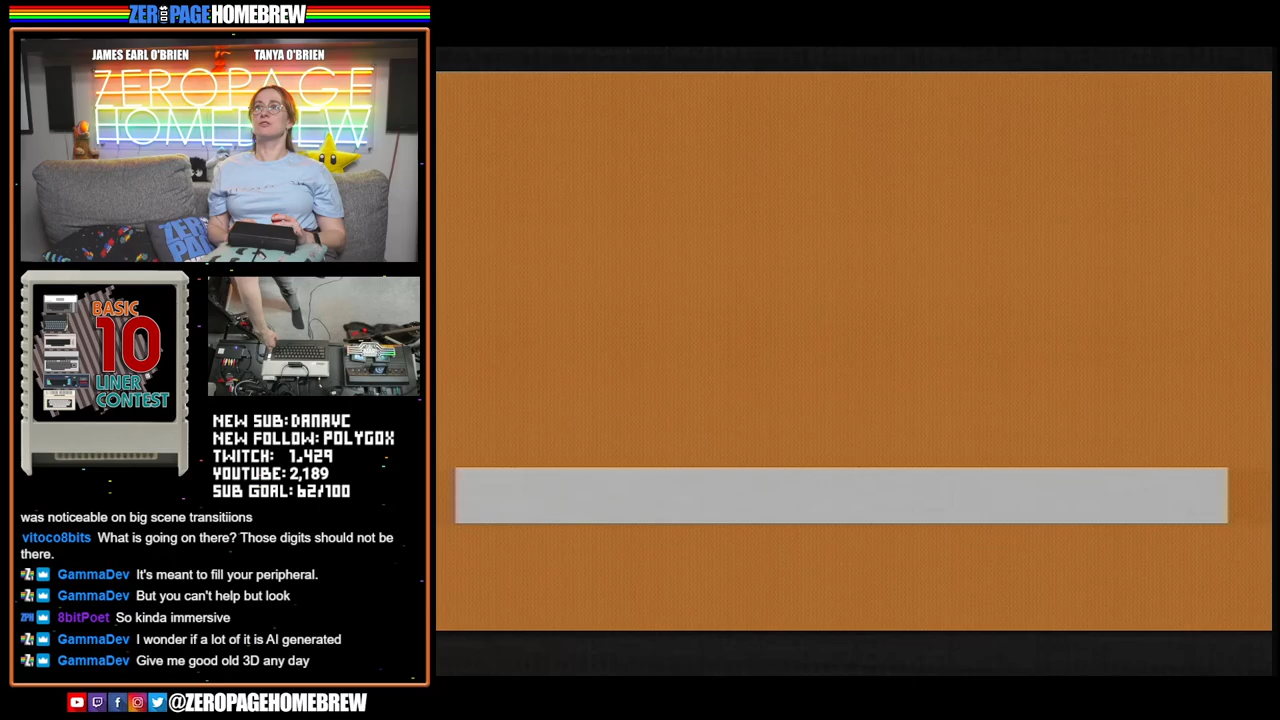 ZEROPAGE HOMEBREW
JAMES EARL O'BRIEN
TANYA O'BRIEN
ZEROPAGE
HOMEBREW
BASIC
10
LINER
CONTEST
NEW SUB: DANAVC
NEW FOLLOW: POLYGOX
TWITCH: 1,429
YOUTUBE: 2,189
SUB GOAL: 62/100
was noticeable on big scene transitiions
vitoco8bits What is going on there? Those digits should not be
there.
GammaDev It's meant to fill your peripheral.
GammaDev But you can't help but look
ZPH 8bitPoet So kinda immersive
GammaDev I wonder if a lot of it is AI generated
GammaDev Give me good old 3D any day
@ZEROPAGEHOMEBREW